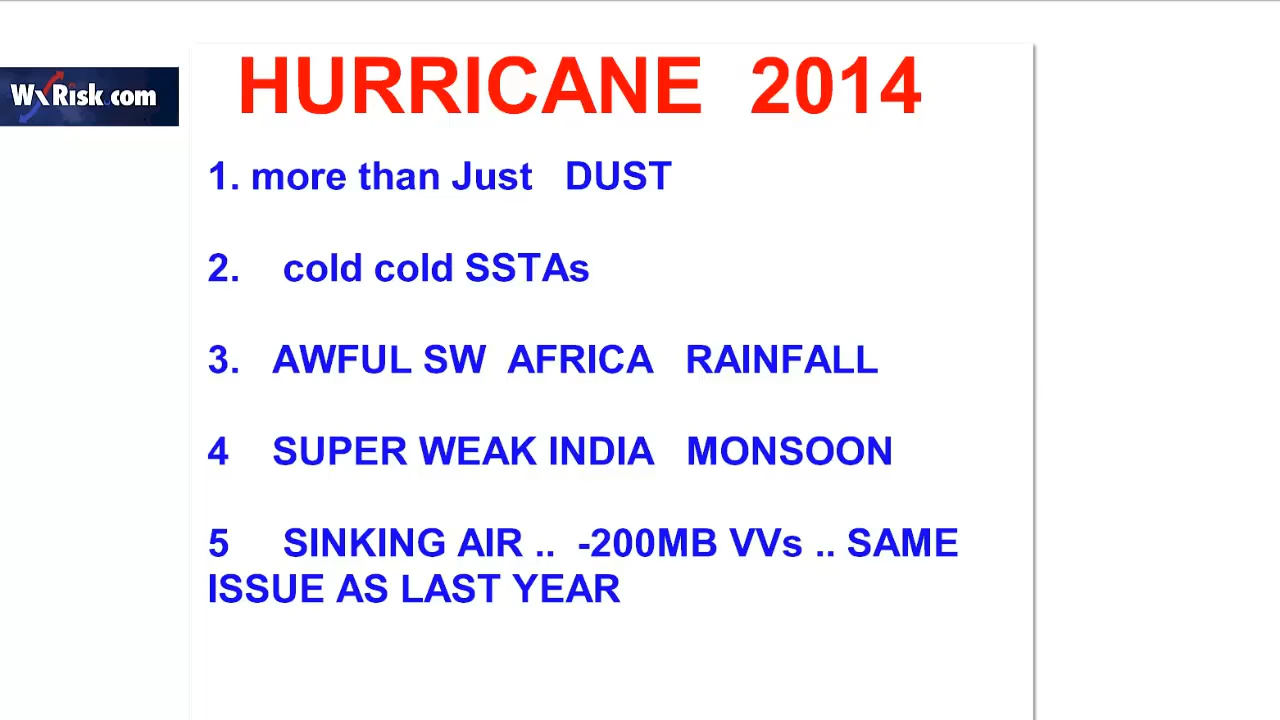 HURRICANE 2014
WxRisk.com
1. more than Just DUST
2. cold cold SSTAs
3. AWFUL SW AFRICA RAINFALL
4 SUPER WEAK INDIA MONSOON
5 SINKING AIR .. -200MB VVs .. SAME
ISSUE AS LAST YEAR